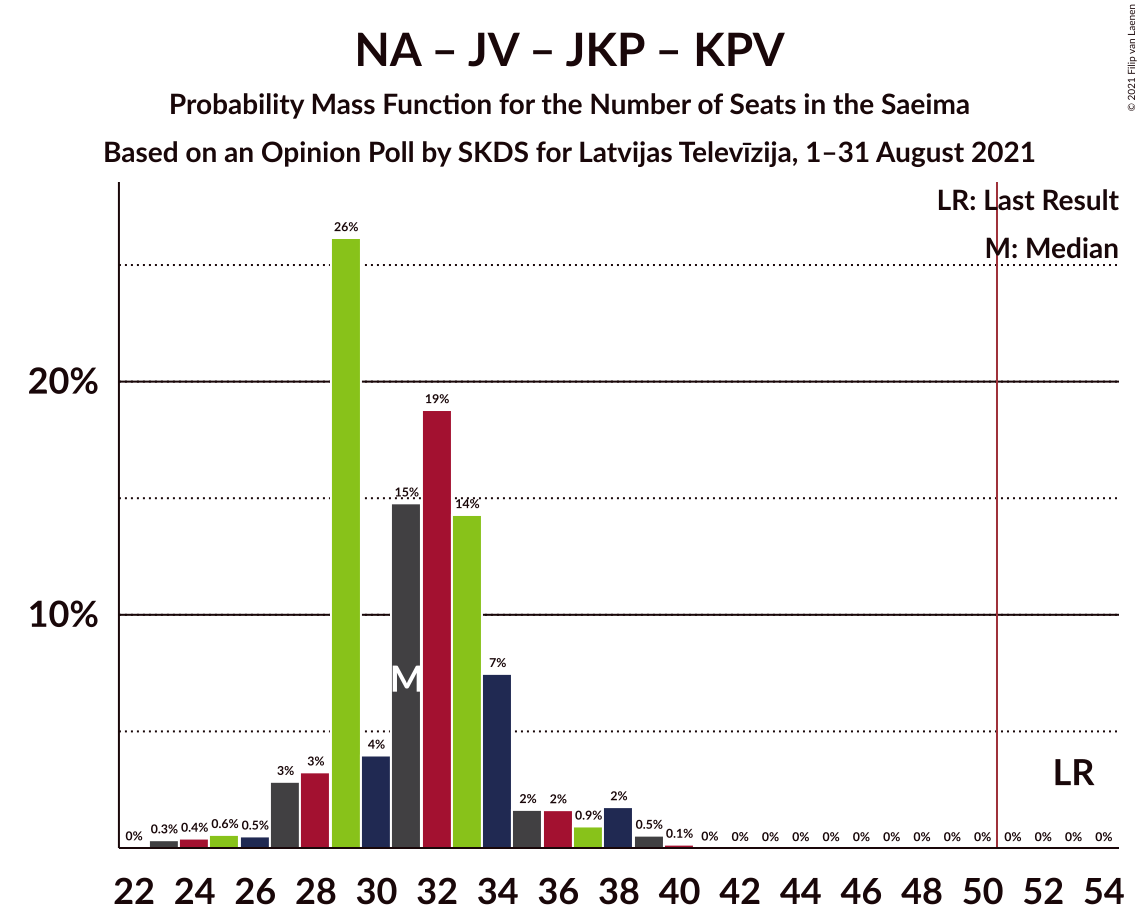 NA – JV – JKP – KPV
Probability Mass Function for the Number of Seats in the Saeima
Based on an Opinion Poll by SKDS for Latvijas Televīzija, 1–31 August 2021
© 2021 Filip van Laenen
LR: Last Result
M: Median
20%
10%
0% 0.3% 0.4% 0.6% 0.5% 3% 3% 26% 4% 15% 19% 14% 7% 2% 2% 0.9% 2% 0.5% 0.1% 0% 0% 0% 0% 0% 0% 0% 0% 0% 0% 0% 0% 0% 0%
M
LR
22 24 26 28 30 32 34 36 38 40 42 44 46 48 50 52 54